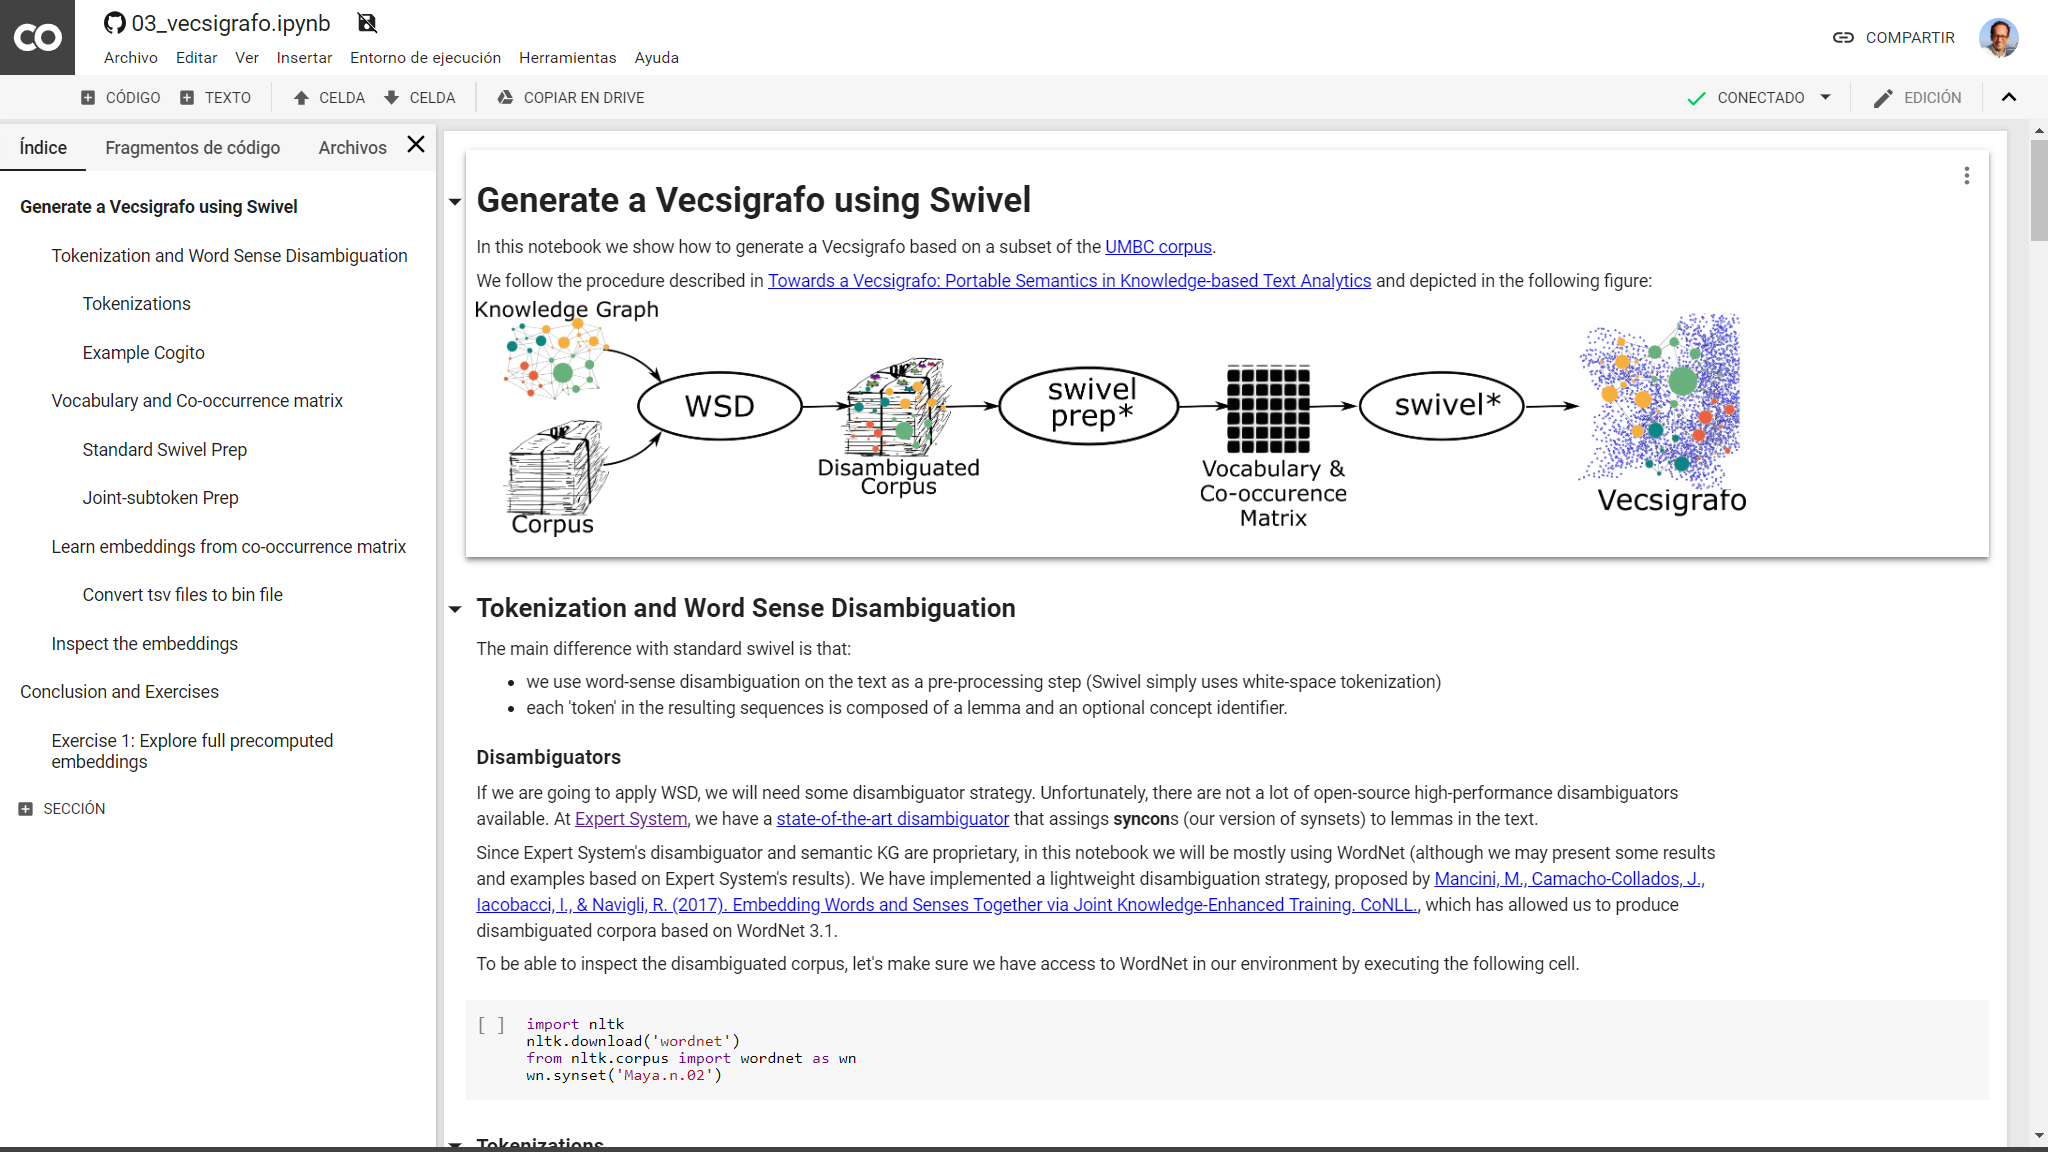 CO
03_vecsigrafo.ipynb
Archivo Editar Ver Insertar Entorno de ejecución Herramientas Ayuda
COMPARTIR
CÓDIGO TEXTO CELDA CELDA COPIAR EN DRIVE
CONECTADO EDICIÓN
Índice Fragmentos de código Archivos
Generate a Vecsigrafo using Swivel
Tokenization and Word Sense Disambiguation
Tokenizations
Example Cogito
Vocabulary and Co-occurrence matrix
Standard Swivel Prep
Joint-subtoken Prep
Learn embeddings from co-occurrence matrix
Convert tsv files to bin file
Inspect the embeddings
Conclusion and Exercises
Exercise 1: Explore full precomputed
embeddings
SECCIÓN
Generate a Vecsigrafo using Swivel
In this notebook we show how to generate a Vecsigrafo based on a subset of the UMBC corpus.
We follow the procedure described in Towards a Vecsigrafo: Portable Semantics in Knowledge-based Text Analytics and depicted in the following figure:
Knowledge Graph
Corpus
WSD
Disambiguated
Corpus
swivel
prep*
Vocabulary &
Co-occurence
Matrix
swivel*
Vecsigrafo
Tokenization and Word Sense Disambiguation
The main difference with standard swivel is that:
• we use word-sense disambiguation on the text as a pre-processing step (Swivel simply uses white-space tokenization)
• each 'token' in the resulting sequences is composed of a lemma and an optional concept identifier.
Disambiguators
If we are going to apply WSD, we will need some disambiguator strategy. Unfortunately, there are not a lot of open-source high-performance disambiguators
available. At Expert System, we have a state-of-the-art disambiguator that assings syncons (our version of synsets) to lemmas in the text.
Since Expert System's disambiguator and semantic KG are proprietary, in this notebook we will be mostly using WordNet (although we may present some results
and examples based on Expert System's results). We have implemented a lightweight disambiguation strategy, proposed by Mancini, M., Camacho-Collados, J.,
Iacobacci, I., & Navigli, R. (2017). Embedding Words and Senses Together via Joint Knowledge-Enhanced Training. CoNLL., which has allowed us to produce
disambiguated corpora based on WordNet 3.1.
To be able to inspect the disambiguated corpus, let's make sure we have access to WordNet in our environment by executing the following cell.
[ ] import nltk
nltk.download('wordnet')
from nltk.corpus import wordnet as wn
wn.synset('Maya.n.02')
Tokenizations